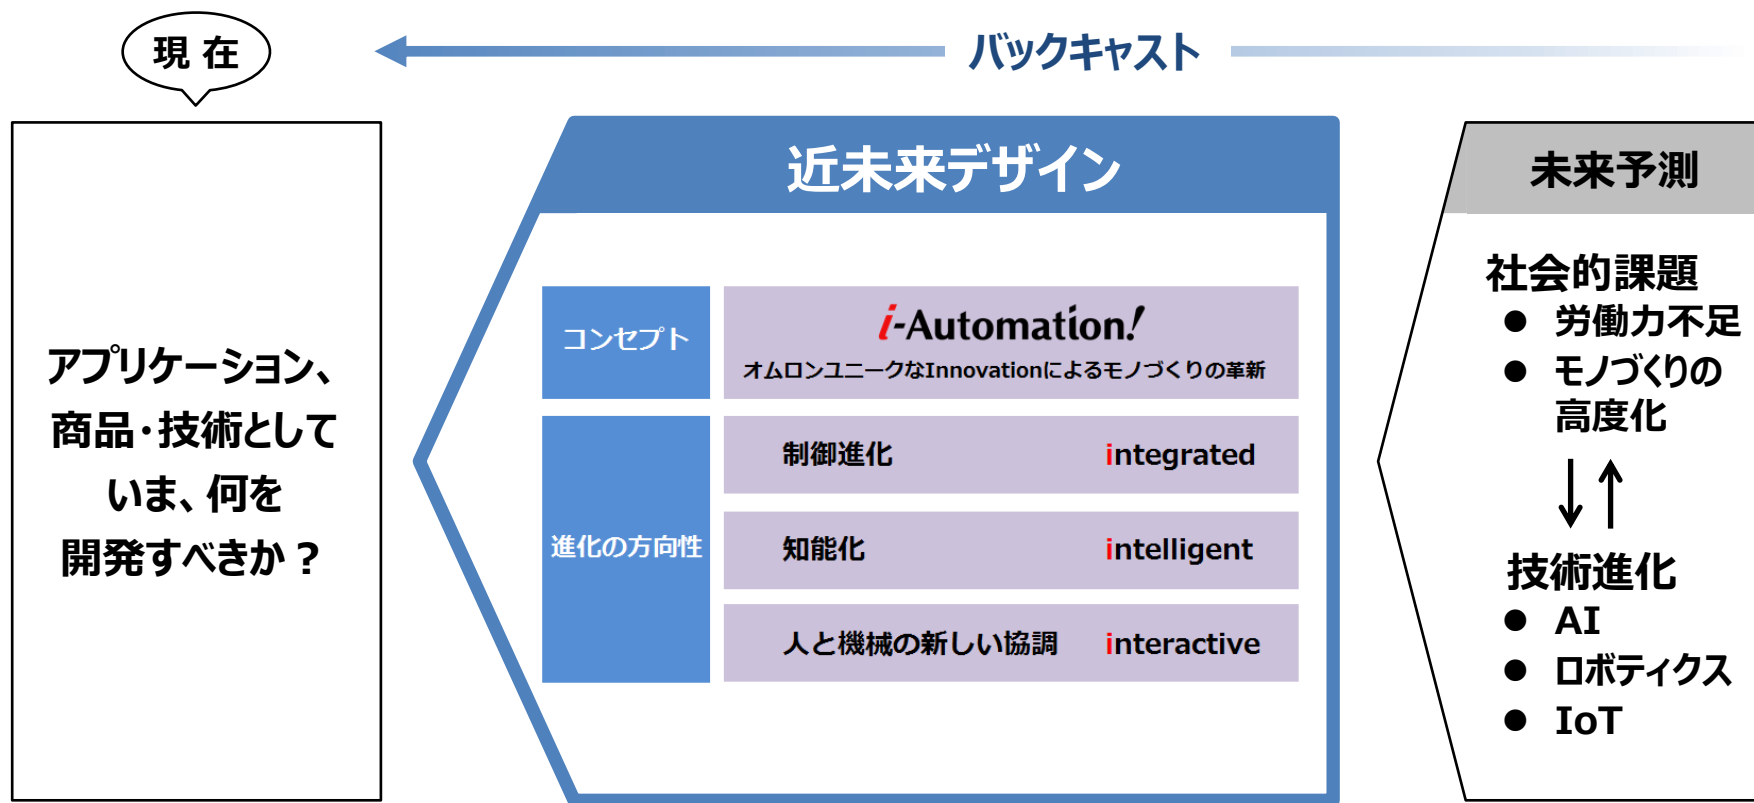 現 在
バックキャスト
アプリケーション、
商品・技術として
いま、何を
開発すべきか？
近未来デザイン
コンセプト
i-Automation!
オムロンユニークなInnovationによるモノづくりの革新
進化の方向性
制御進化 integrated
知能化 intelligent
人と機械の新しい協調 interactive
未来予測
社会的課題
● 労働力不足
● モノづくりの
高度化
↓↑
技術進化
● AI
● ロボティクス
● IoT